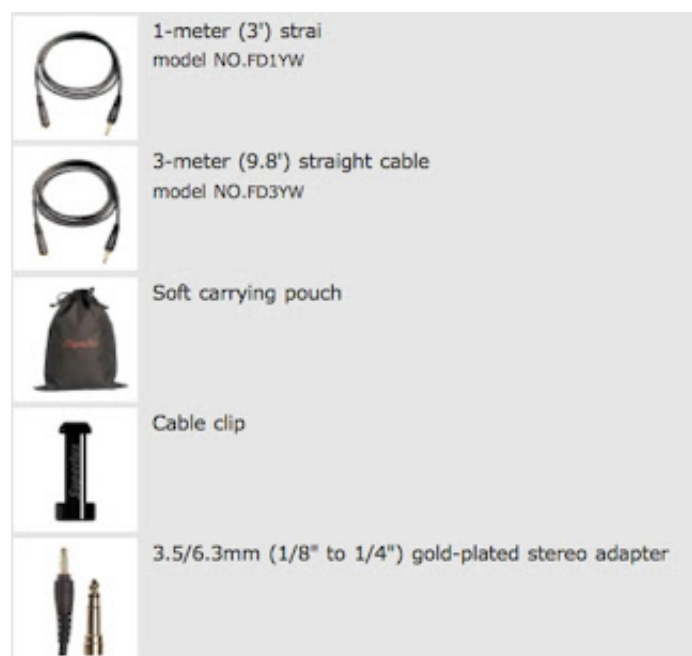 1-meter (3') strai
model NO.FD1YW
3-meter (9.8') straight cable
model NO.FD3YW
Soft carrying pouch
Cable clip
3.5/6.3mm (1/8" to 1/4") gold-plated stereo adapter